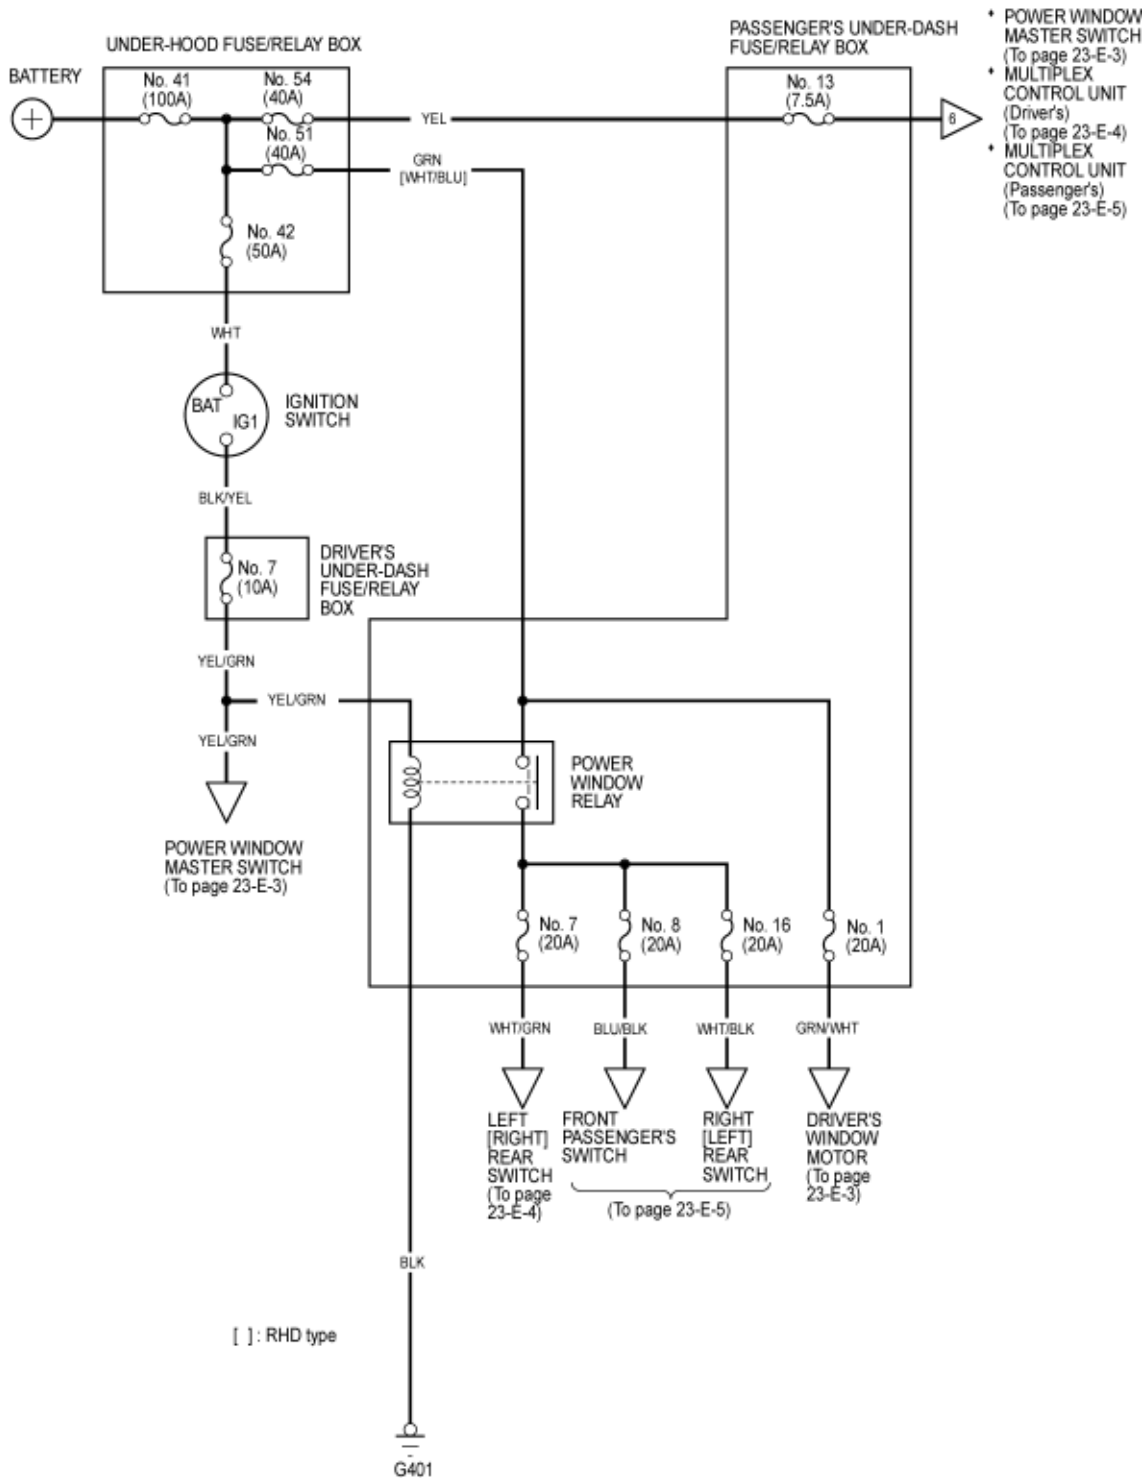 PASSENGER'S UNDER-DASH
FUSE/RELAY BOX
* POWER WINDOW
MASTER SWITCH
(To page 23-E-3)
* MULTIPLEX
CONTROL UNIT
(Driver's)
(To page 23-E-4)
* MULTIPLEX
CONTROL UNIT
(Passenger's)
(To page 23-E-5)
UNDER-HOOD FUSE/RELAY BOX
BATTERY
No. 41
(100A)
No. 54
(40A)
No. 13
(7.5A)
YEL
6
No. 51
(40A)
GRN
[WHT/BLU]
No. 42
(50A)
WHT
BAT
IG1
IGNITION
SWITCH
BLK/YEL
No. 7
(10A)
DRIVER'S
UNDER-DASH
FUSE/RELAY
BOX
YEL/GRN
YEL/GRN
YEL/GRN
POWER
WINDOW
RELAY
POWER WINDOW
MASTER SWITCH
(To page 23-E-3)
No. 7
(20A)
No. 8
(20A)
No. 16
(20A)
No. 1
(20A)
WHT/GRN
BLU/BLK
WHT/BLK
GRN/WHT
LEFT
[RIGHT]
REAR
SWITCH
(To page
23-E-4)
FRONT
PASSENGER'S
SWITCH
RIGHT
[LEFT]
REAR
SWITCH
(To page 23-E-5)
DRIVER'S
WINDOW
MOTOR
(To page
23-E-3)
BLK
[ ] : RHD type
G401